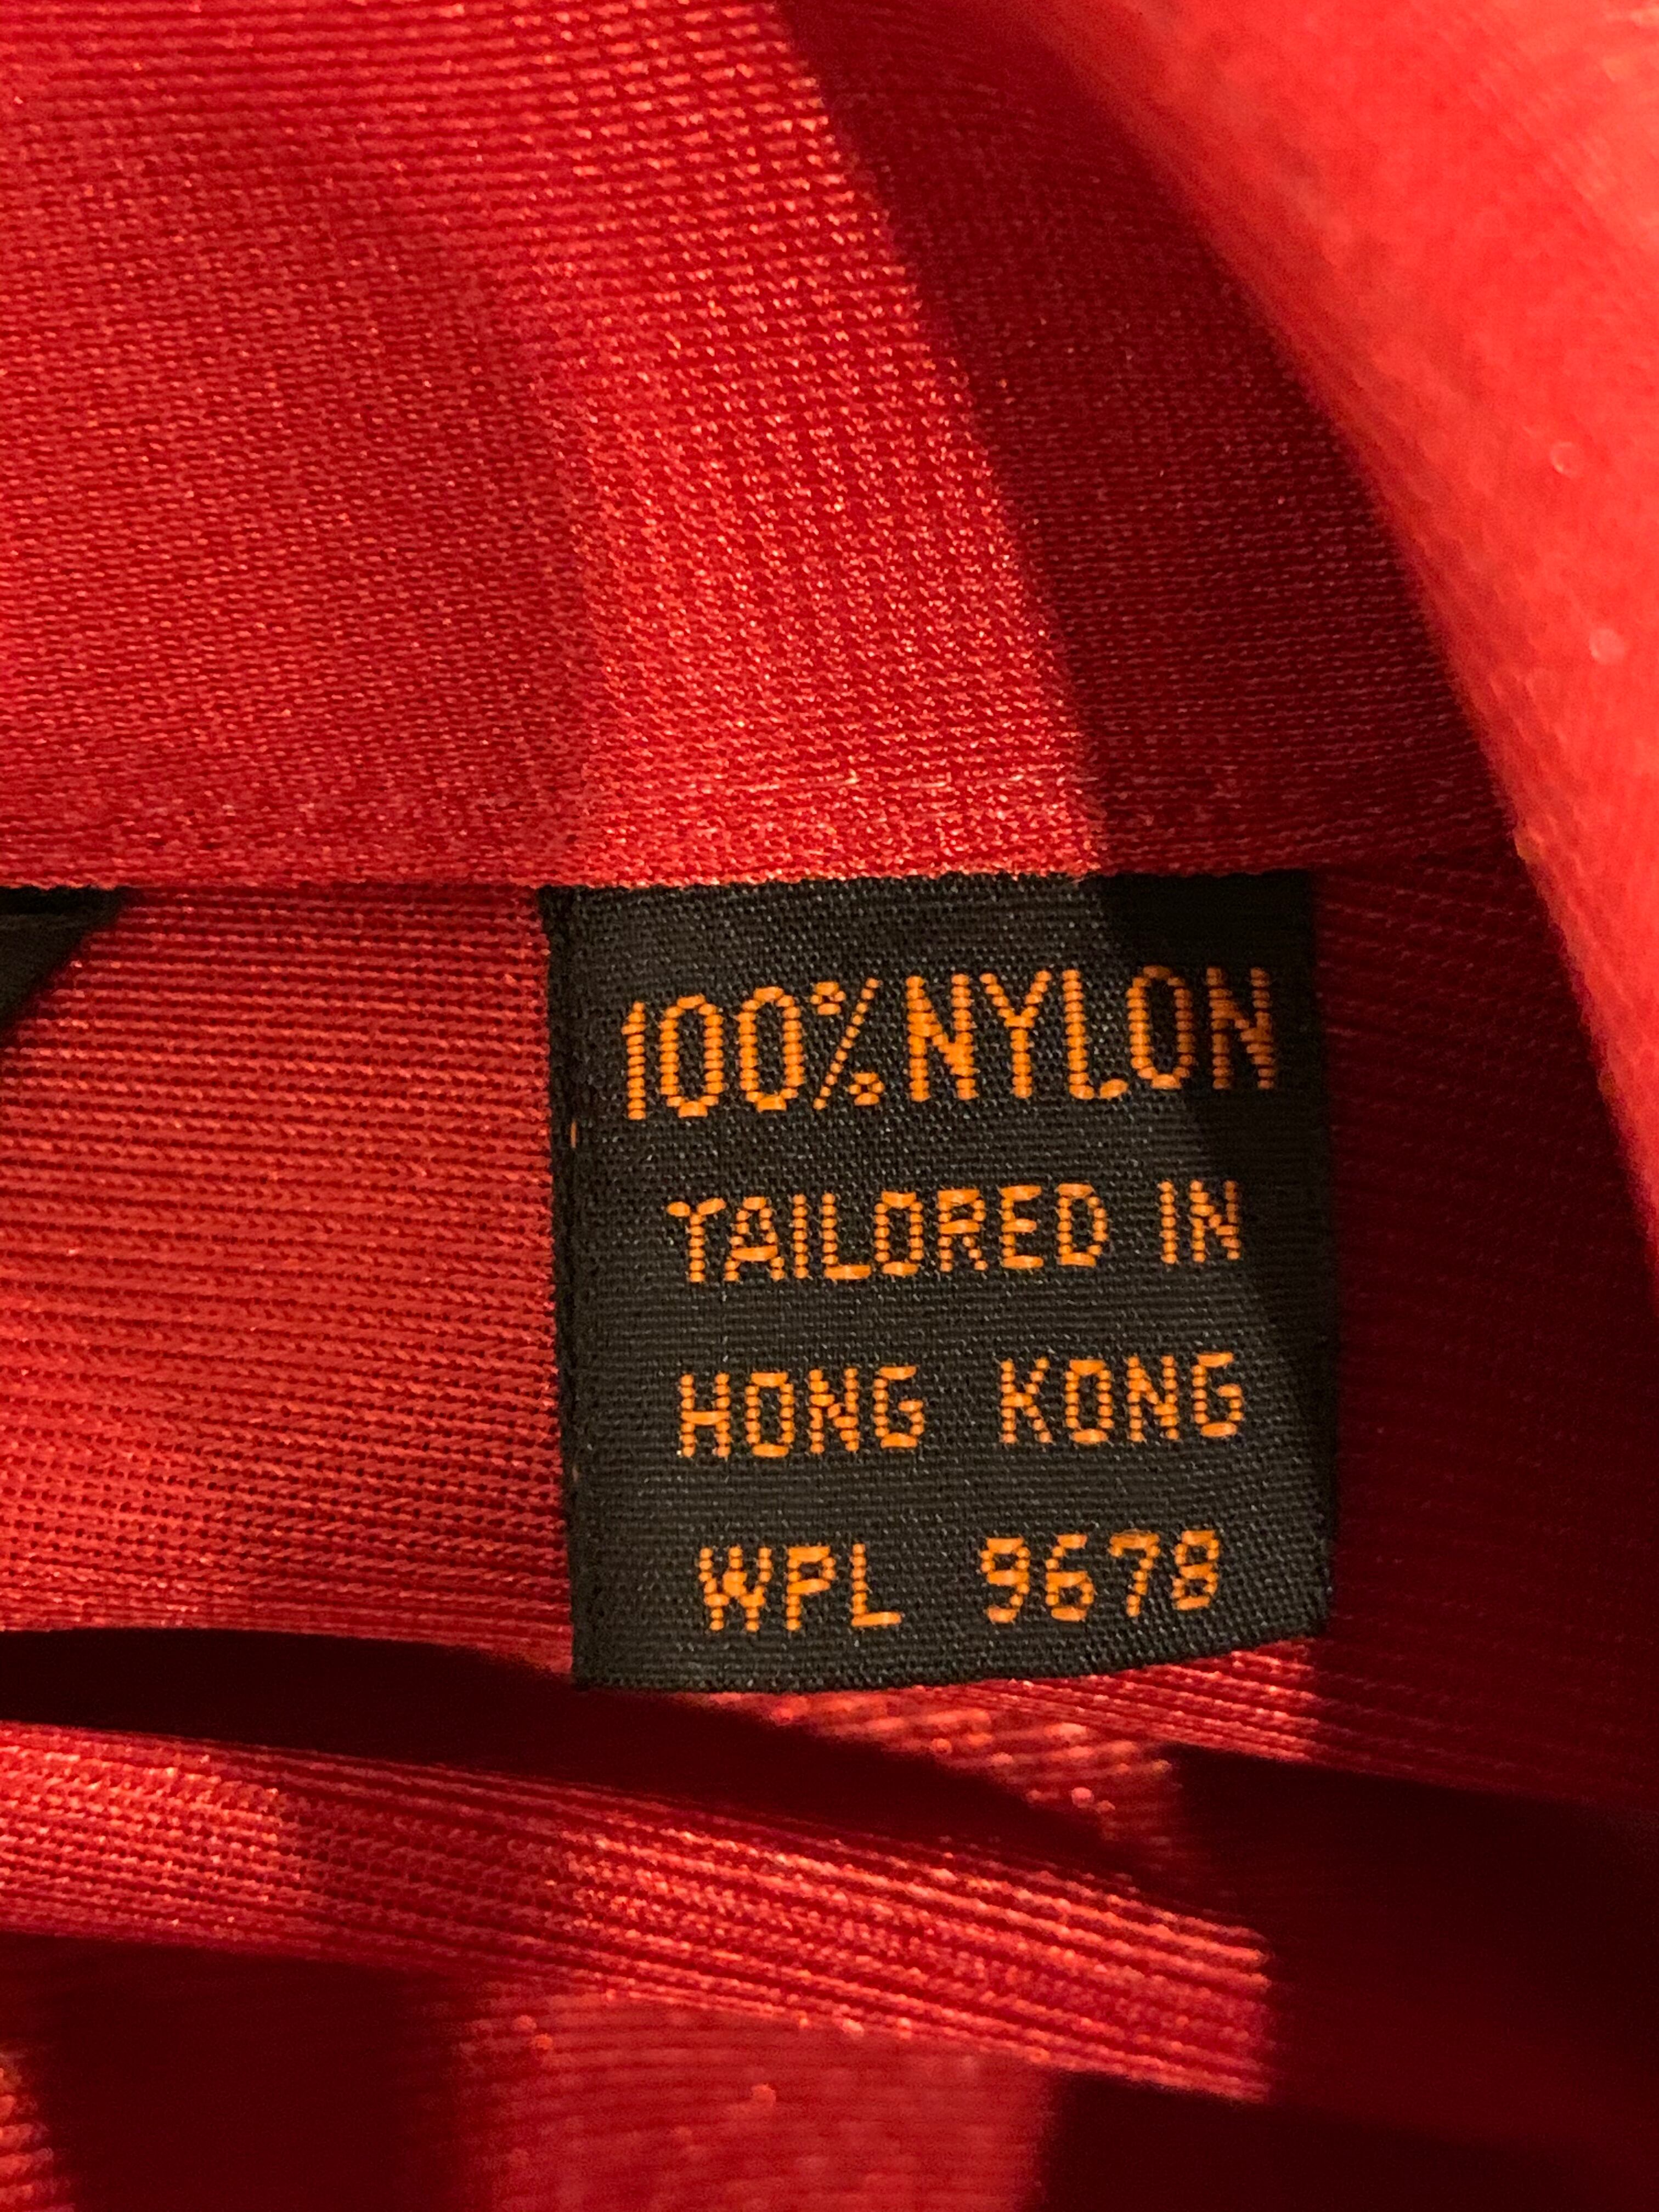 100% NYLON
TAILORED IN
HONG KONG
WPL 9678